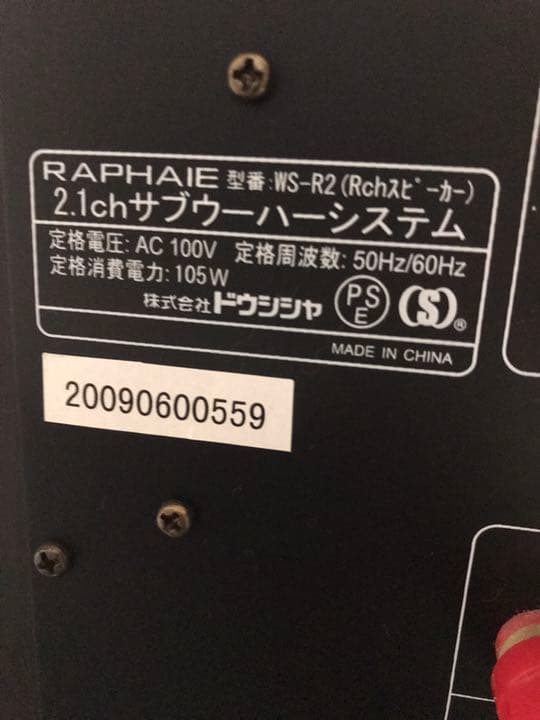 RAPHAIE 型番:WS-R2(Rchスピーカー)
2.1chサブウーハーシステム
定格電圧: AC 100V 定格周波数: 50Hz/60Hz
定格消費電力: 105W
株式会社ドウシシャ PSE (S)®
MADE IN CHINA
20090600559